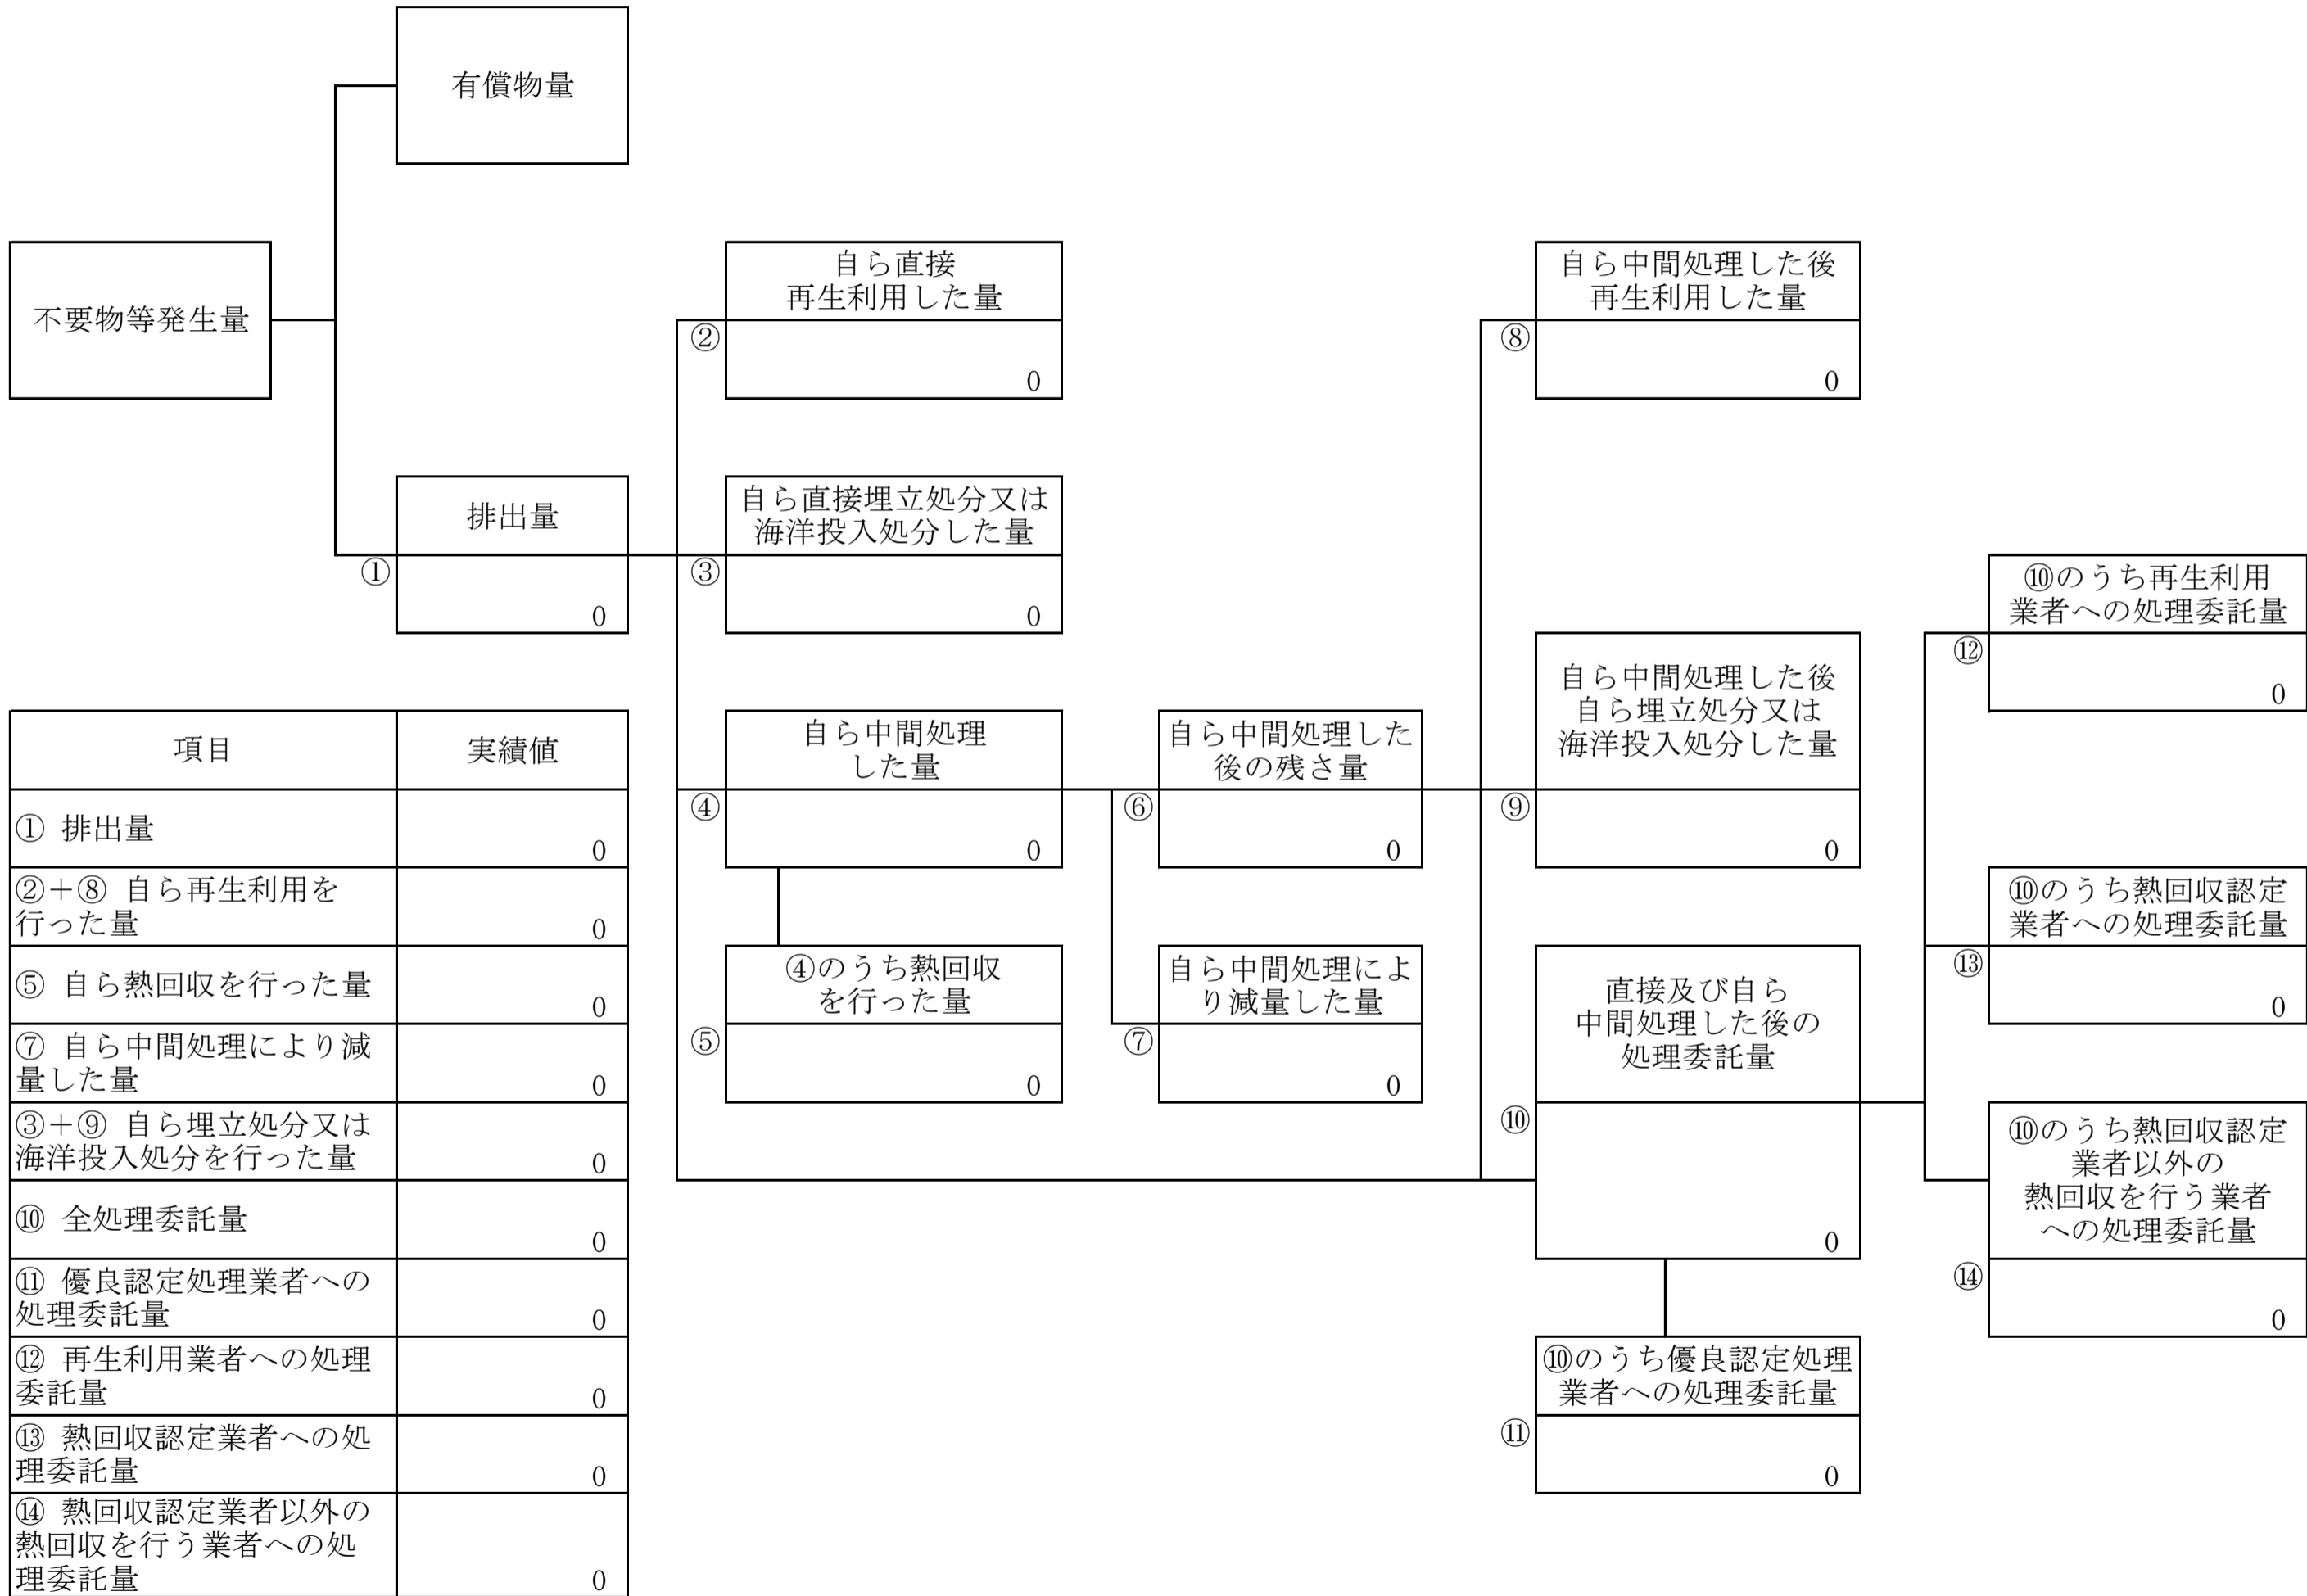 有償物量
不要物等発生量
自ら直接
再生利用した量
②
0
自ら中間処理した後
再生利用した量
⑧
0
排出量
①
0
自ら直接埋立処分又は
海洋投入処分した量
③
0
⑩のうち再生利用
業者への処理委託量
⑫
0
自ら中間処理
した量
④
0
自ら中間処理した
後の残さ量
⑥
0
自ら中間処理した後
自ら埋立処分又は
海洋投入処分した量
⑨
0
⑩のうち熱回収認定
業者への処理委託量
⑬
0
④のうち熱回収
を行った量
⑤
0
自ら中間処理によ
り減量した量
⑦
0
直接及び自ら
中間処理した後の
処理委託量
⑩
0
⑩のうち熱回収認定
業者以外の
熱回収を行う業者
への処理委託量
⑭
0
⑩のうち優良認定処理
業者への処理委託量
⑪
0
項目 実績値
① 排出量
0
②＋⑧ 自ら再生利用を
行った量
0
⑤ 自ら熱回収を行った量
0
⑦ 自ら中間処理により減
量した量
0
③＋⑨ 自ら埋立処分又は
海洋投入処分を行った量
0
⑩ 全処理委託量
0
⑪ 優良認定処理業者への
処理委託量
0
⑫ 再生利用業者への処理
委託量
0
⑬ 熱回収認定業者への処
理委託量
0
⑭ 熱回収認定業者以外の
熱回収を行う業者への処
理委託量
0